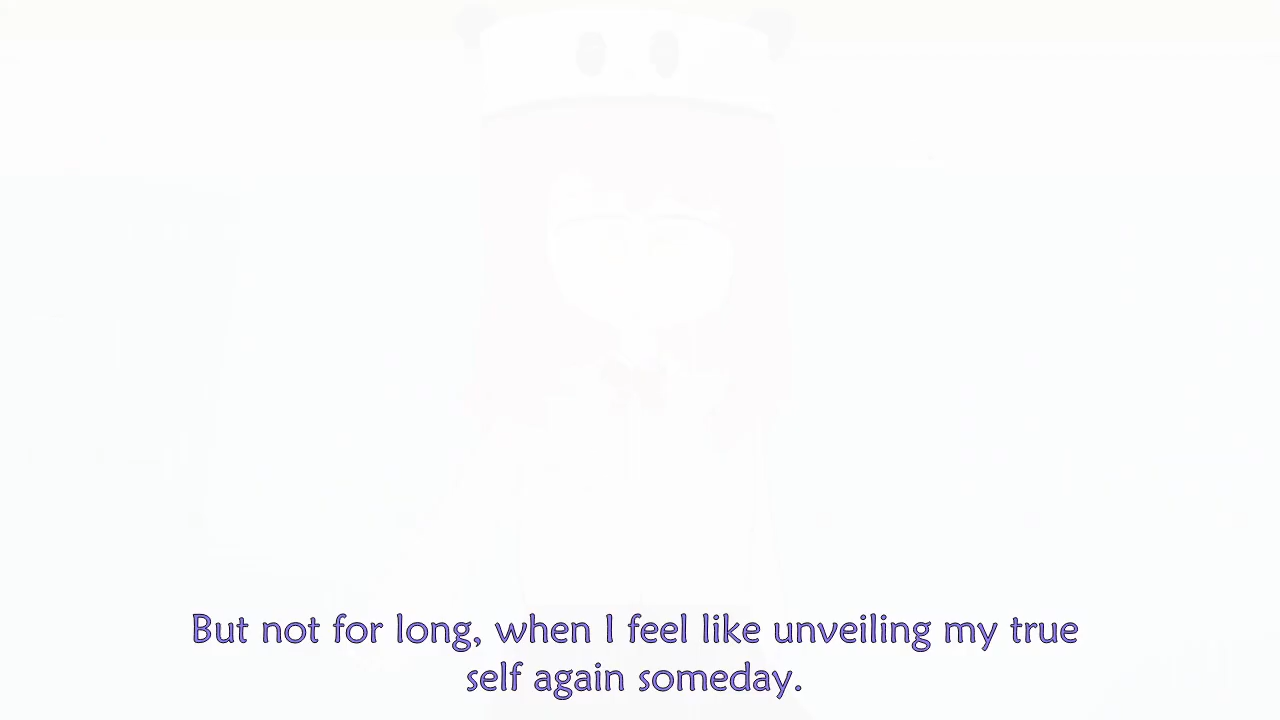 But not for long, when I feel like unveiling my true
self again someday.